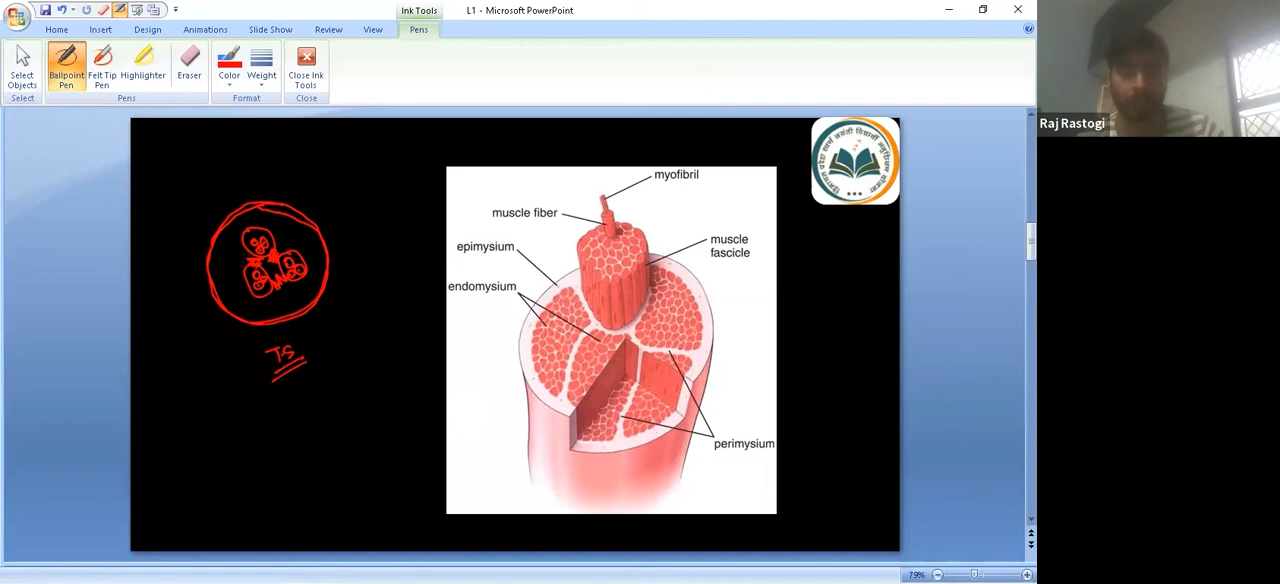 Ink Tools
L1 - Microsoft PowerPoint
Home Insert Design Animations Slide Show Review View Pens
Select Objects
Ballpoint Pen
Felt Tip Pen
Highlighter
Eraser
Color
Weight
Close Ink Tools
Select
Pens
Format
Close
Raj Rastogi
myofibril
muscle fiber
epimysium
muscle fascicle
endomysium
T.S
perimysium
79%